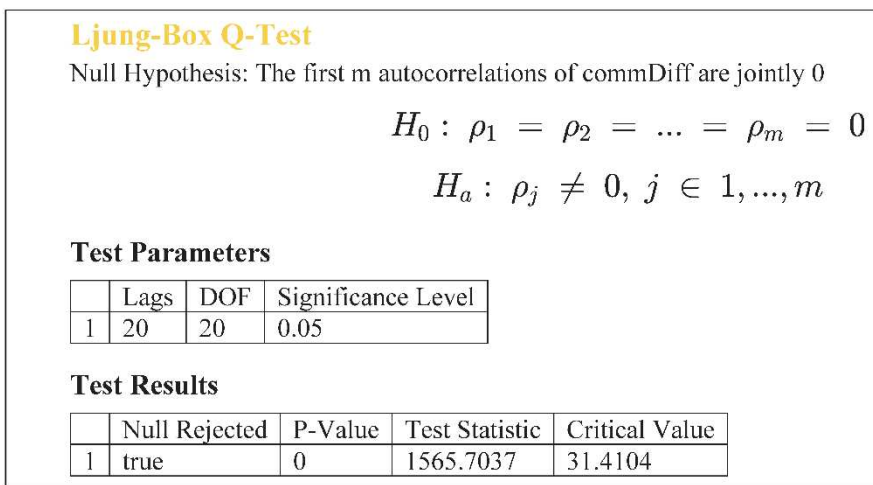 Ljung-Box Q-Test
Null Hypothesis: The first m autocorrelations of commDiff are jointly 0
H₀ : ρ₁ = ρ₂ = ... = ρₘ = 0
Hₐ : ρⱼ ≠ 0, j ∈ 1,...,m
Test Parameters
Lags DOF Significance Level
1 20 20 0.05
Test Results
Null Rejected P-Value Test Statistic Critical Value
1 true 0 1565.7037 31.4104